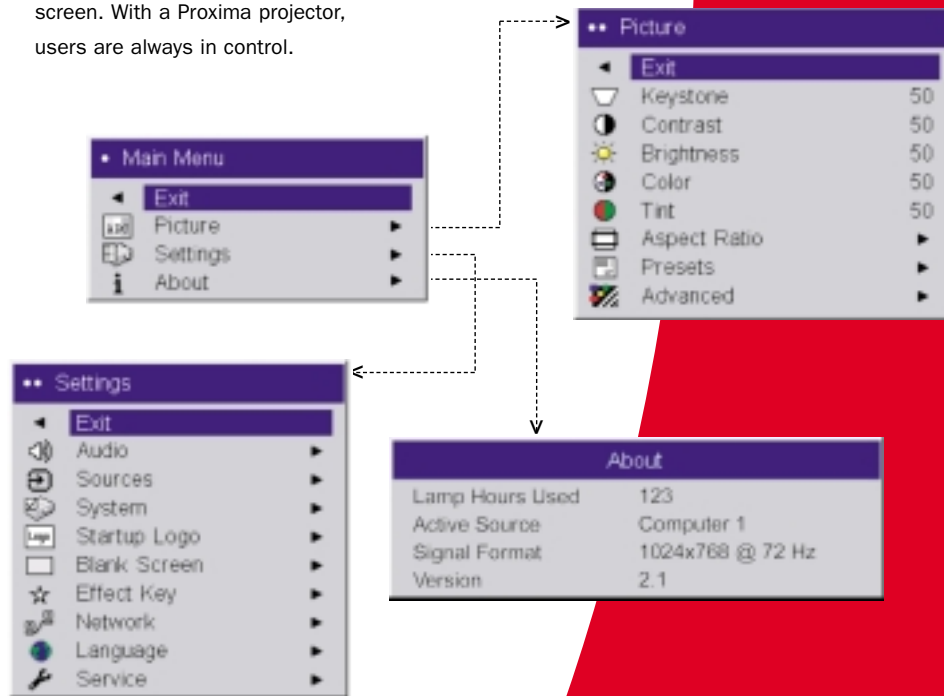 screen. With a Proxima projector,
users are always in control.
•• Picture
Exit
Keystone 50
Contrast 50
Brightness 50
Color 50
Tint 50
Aspect Ratio
Presets
Advanced
• Main Menu
Exit
Picture
Settings
About
•• Settings
Exit
Audio
Sources
System
Startup Logo
Blank Screen
Effect Key
Network
Language
Service
About
Lamp Hours Used 123
Active Source Computer 1
Signal Format 1024x768 @ 72 Hz
Version 2.1